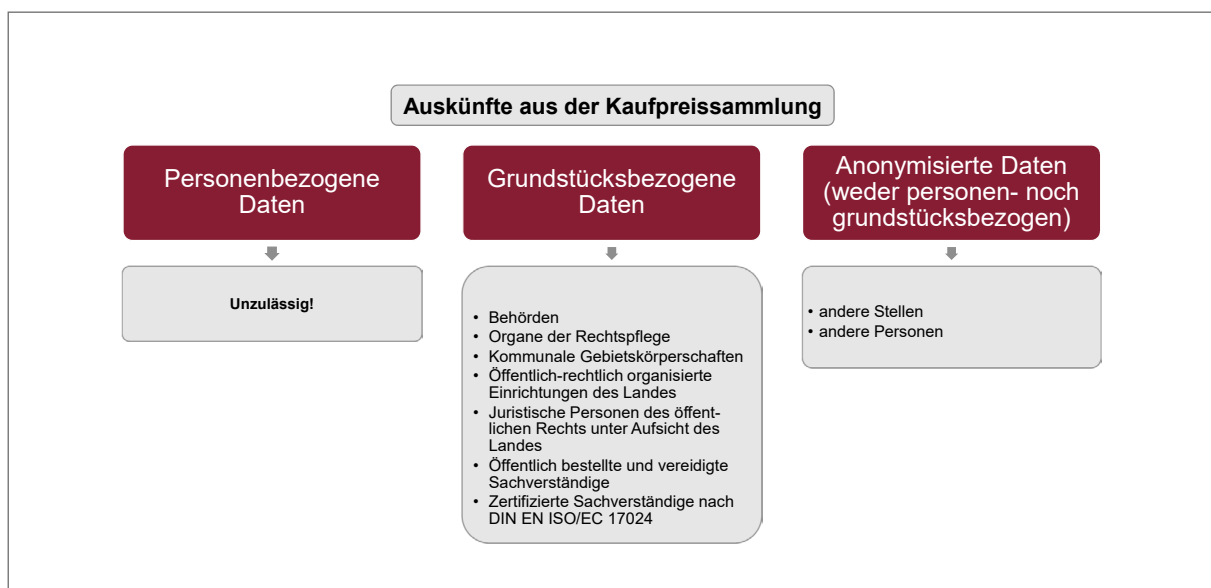 Auskünfte aus der Kaufpreissammlung
Personenbezogene
Daten
Unzulässig!
Grundstücksbezogene
Daten
• Behörden
• Organe der Rechtspflege
• Kommunale Gebietskörperschaften
• Öffentlich-rechtlich organisierte
Einrichtungen des Landes
• Juristische Personen des öffent-
lichen Rechts unter Aufsicht des
Landes
• Öffentlich bestellte und vereidigte
Sachverständige
• Zertifizierte Sachverständige nach
DIN EN ISO/EC 17024
Anonymisierte Daten
(weder personen- noch
grundstücksbezogen)
• andere Stellen
• andere Personen